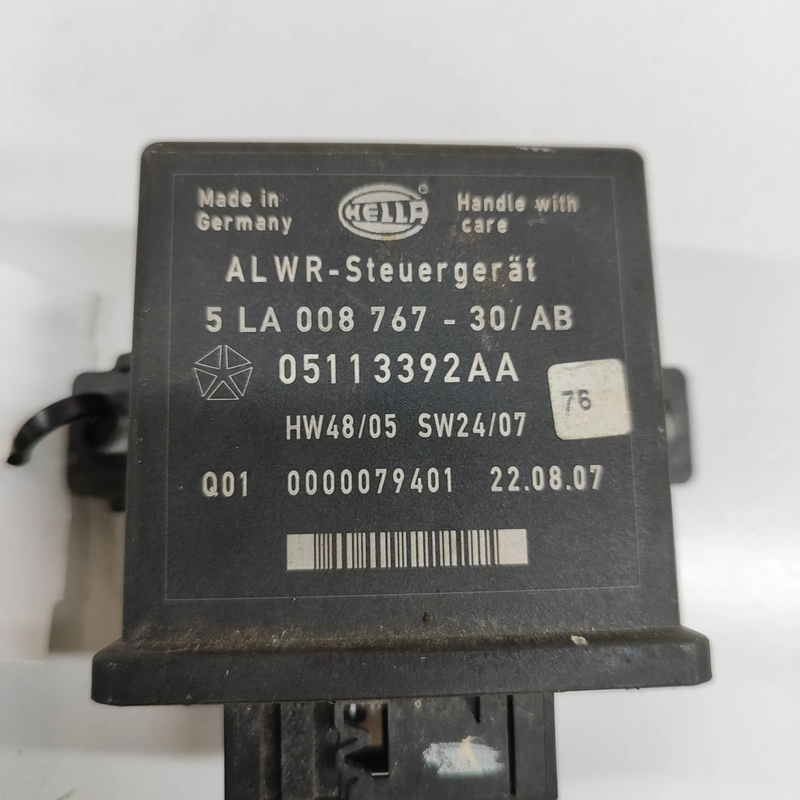 Made in
Germany
HELLA®
Handle with
care
ALWR-Steuergerät
5 LA 008 767 - 30/AB
05113392AA
76
HW48/05 SW24/07
Q01 0000079401 22.08.07